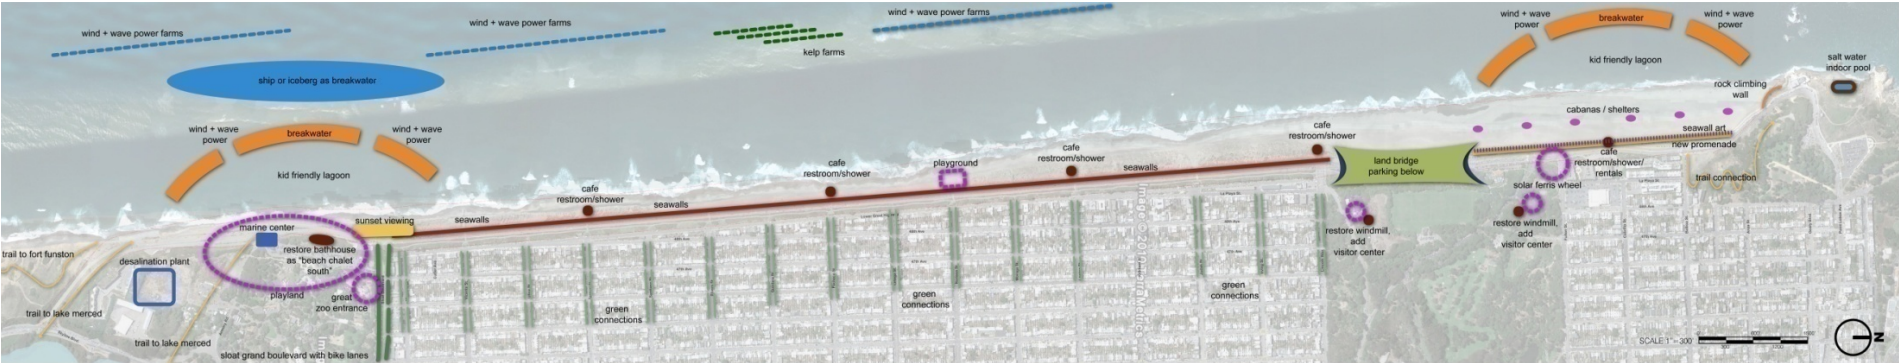 wind + wave power farms
wind + wave power farms
kelp farms
wind + wave power farms
wind + wave
power
breakwater
wind + wave
power
kid friendly lagoon
salt water
indoor pool
ship or iceberg as breakwater
rock climbing
wall
cabanas / shelters
wind + wave
power
breakwater
wind + wave
power
kid friendly lagoon
cafe
restroom/shower
playground
cafe
restroom/shower
seawalls
cafe
restroom/shower
cafe
restroom/shower
seawalls
land bridge
parking below
seawall art
new promenade
cafe
restroom/shower/
rentals
trail connection
solar ferris wheel
sunset viewing
seawalls
marine center
restore bathhouse
as "beach chalet
south"
trail to fort funston
desalination plant
playland
great
zoo entrance
restore windmill,
add
visitor center
restore windmill,
add
visitor center
green
connections
green
connections
green
connections
trail to lake merced
trail to lake merced
sloat grand boulevard with bike lanes
SCALE 1" = 300'
N